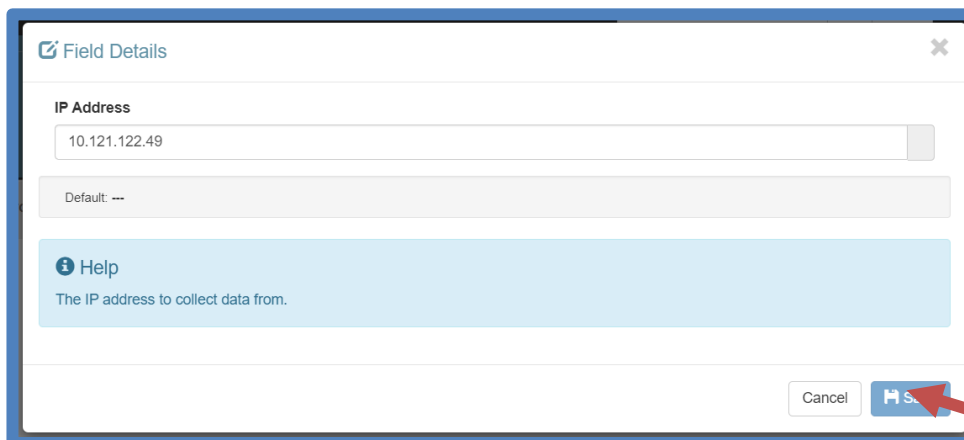 Field Details
IP Address
10.121.122.49
Default: ---
Help
The IP address to collect data from.
Cancel